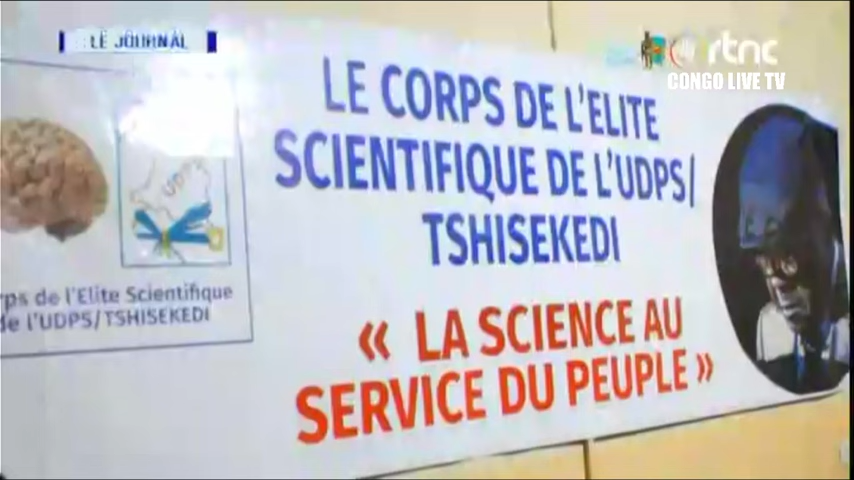 LE JOURNAL
rtnc
CONGO LIVE TV
LE CORPS DE L'ELITE
SCIENTIFIQUE DE L'UDPS/
TSHISEKEDI
« LA SCIENCE AU
SERVICE DU PEUPLE »
UDPS
rps de l'Elite Scientifique
de l'UDPS/TSHISEKEDI